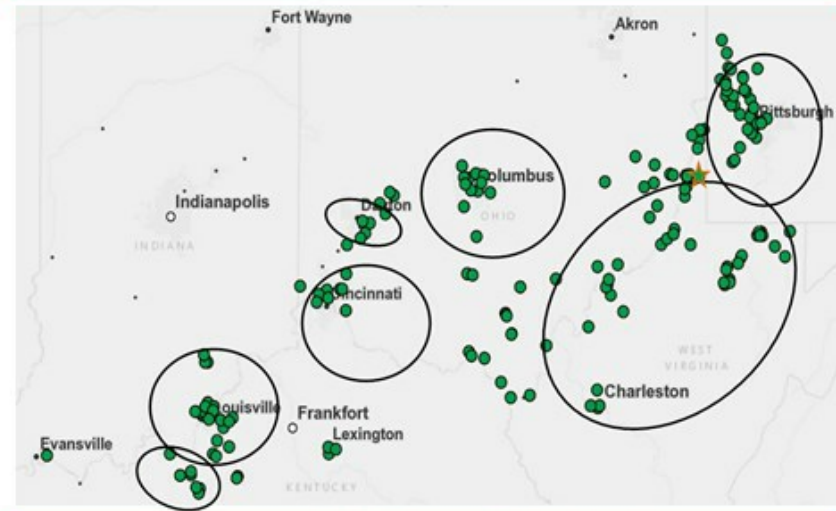 Fort Wayne
Akron
Pittsburgh
Columbus
Indianapolis
Dayton
OHIO
INDIANA
Cincinnati
WEST
VIRGINIA
Charleston
Louisville
Frankfort
Lexington
Evansville
KENTUCKY